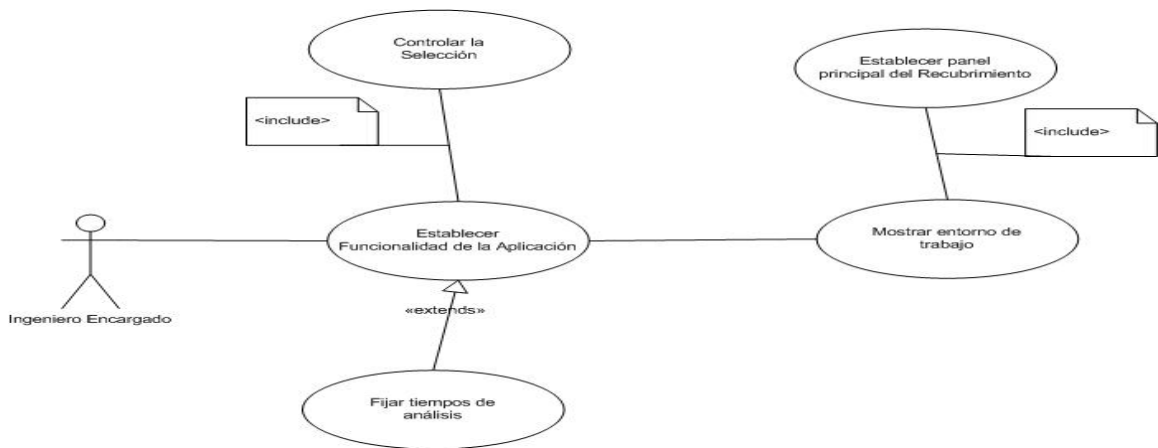 Controlar la
Selección
Establecer panel
principal del Recubrimiento
<include>
<include>
Establecer
Funcionalidad de la Aplicación
Mostrar entorno de
trabajo
«extends»
Ingeniero Encargado
Fijar tiempos de
análisis